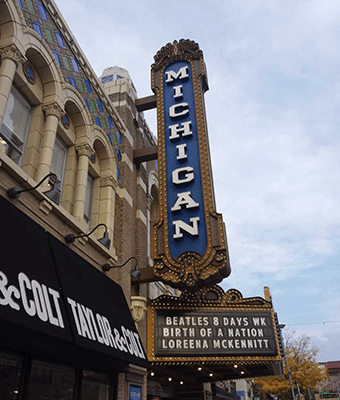 MICHIGAN
BEATLES 8 DAYS WK
BIRTH OF A NATION
LOREENA MCKENNITT
&COLT
TAYLOR&COLT